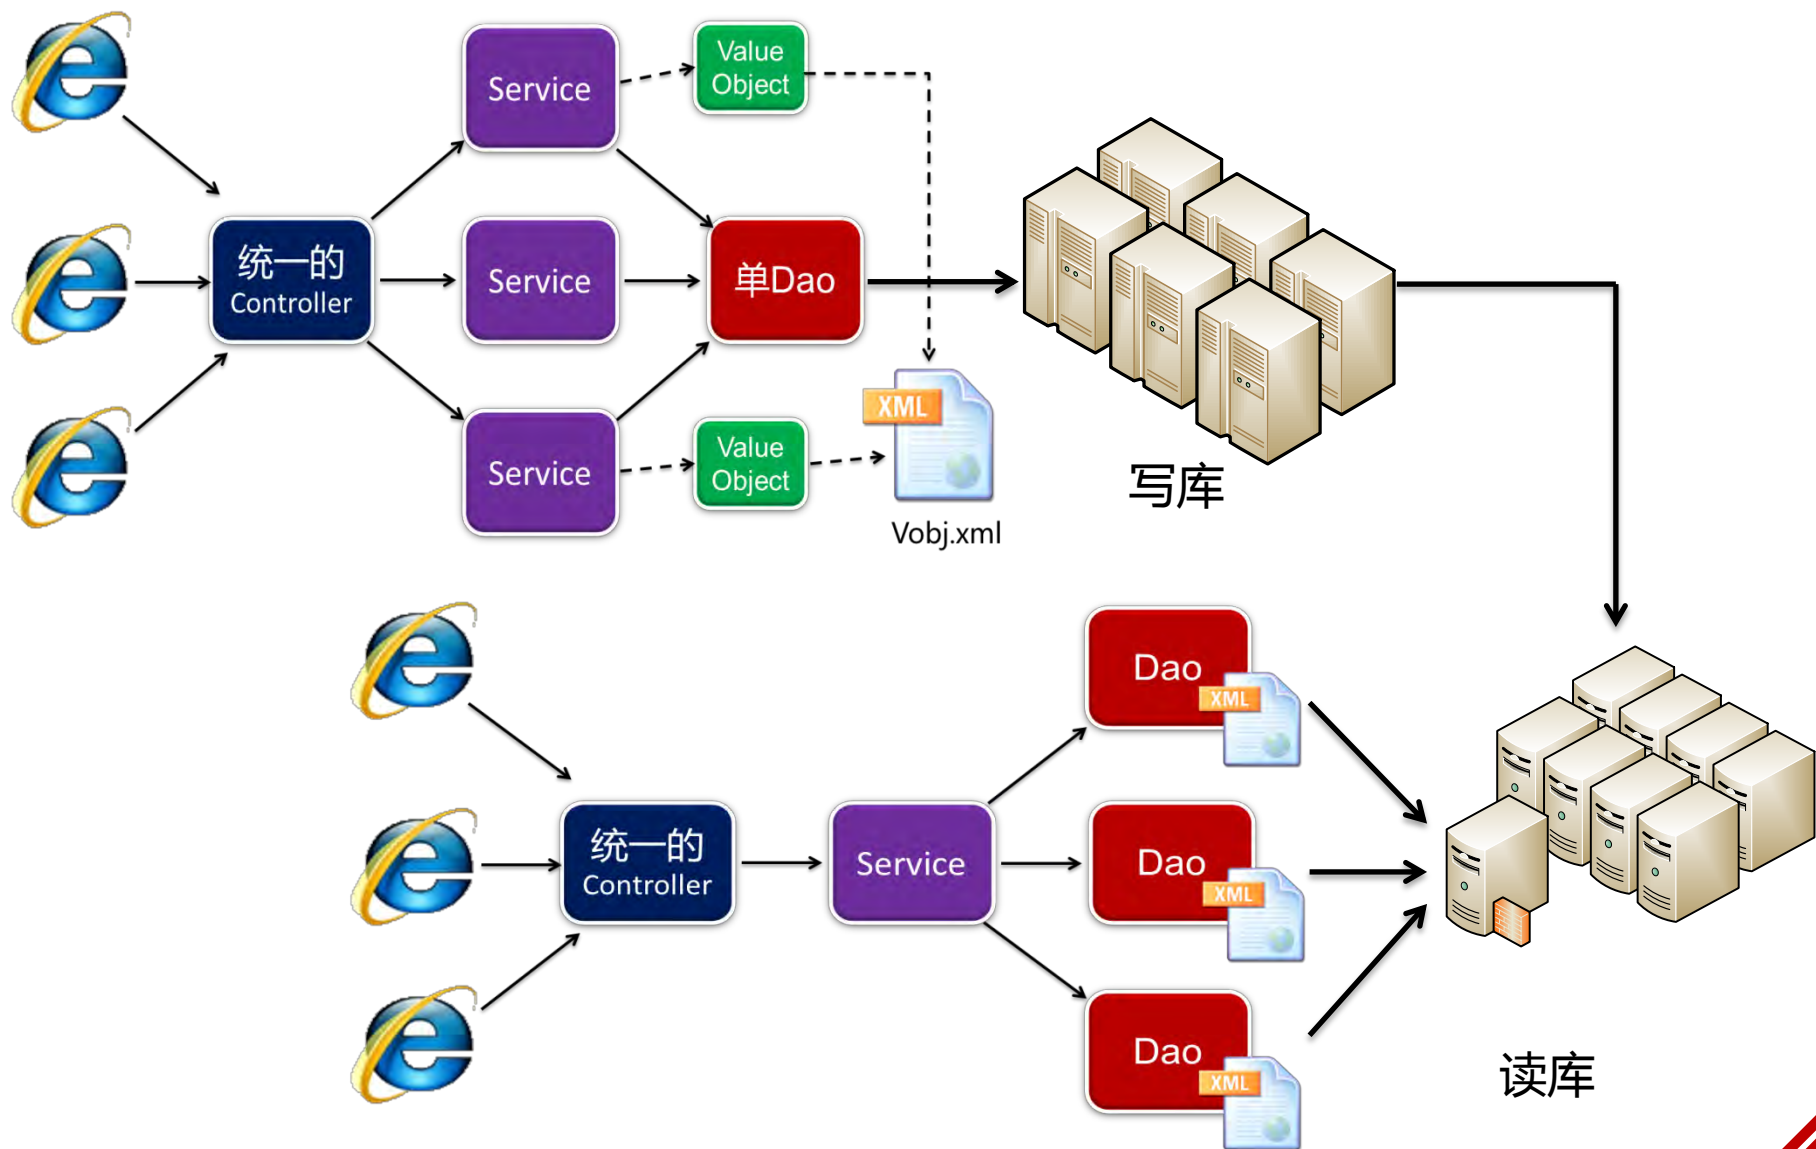 Service
Value
Object
统一的
Controller
Service
单Dao
XML
Service
Value
Object
写库
Vobj.xml
Dao
XML
统一的
Controller
Service
Dao
XML
Dao
XML
读库